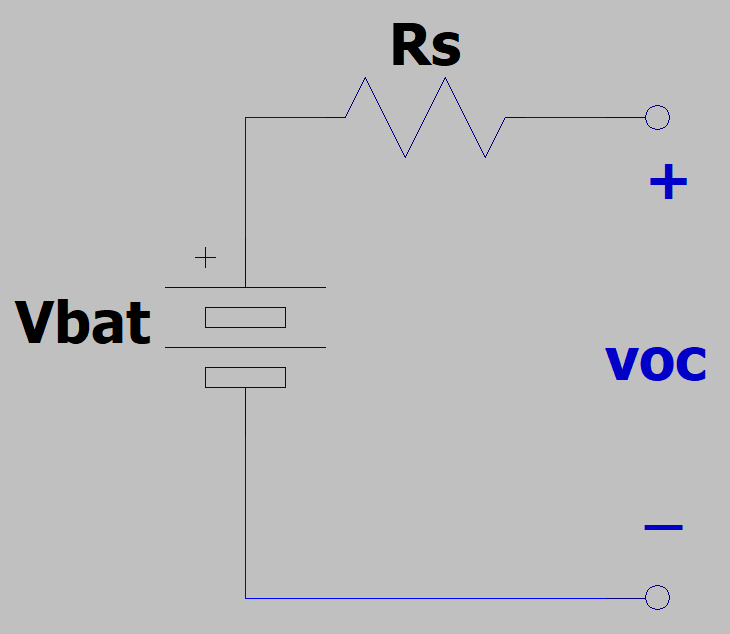 Rs
+
+
Vbat
voc
–